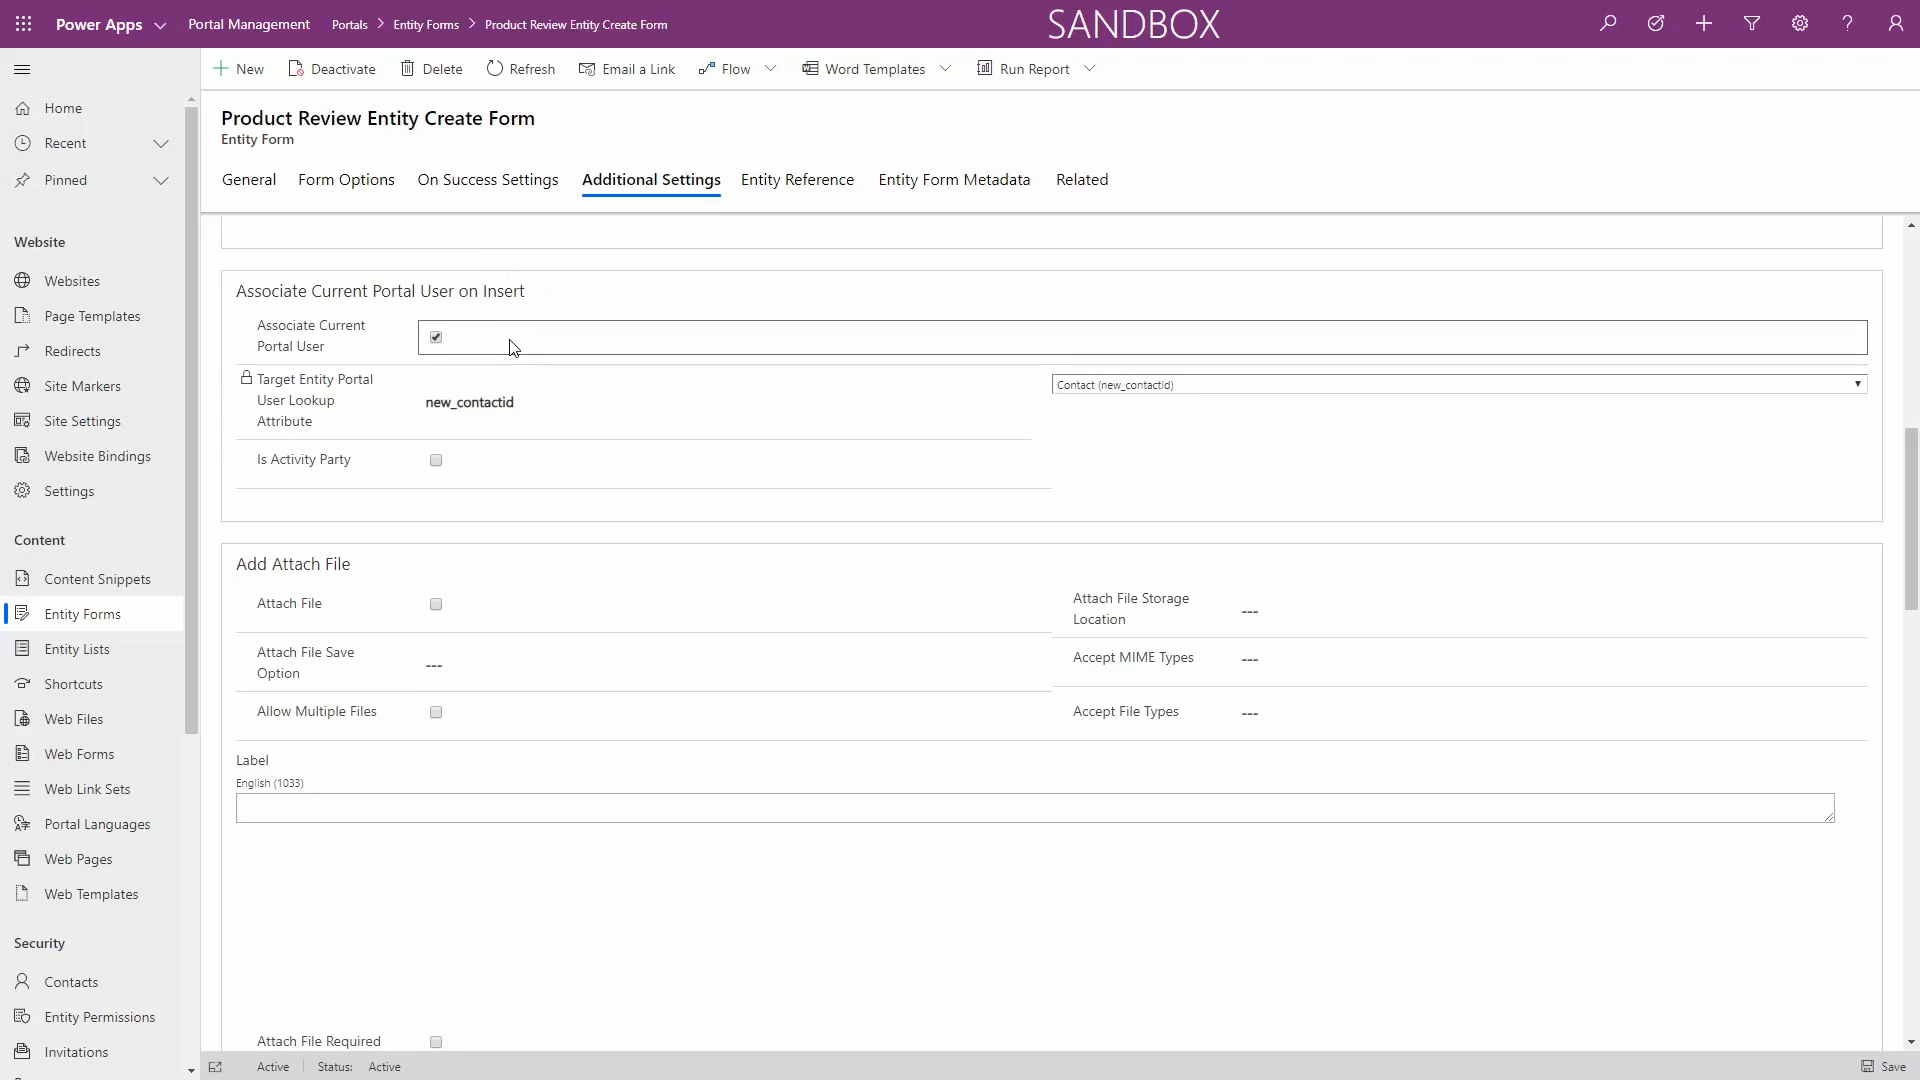 Power Apps
Portal Management
Portals > Entity Forms > Product Review Entity Create Form
SANDBOX
New
Deactivate
Delete
Refresh
Email a Link
Flow
Word Templates
Run Report
Home
Recent
Pinned
Website
Websites
Page Templates
Redirects
Site Markers
Site Settings
Website Bindings
Settings
Content
Content Snippets
Entity Forms
Entity Lists
Shortcuts
Web Files
Web Forms
Web Link Sets
Portal Languages
Web Pages
Web Templates
Security
Contacts
Entity Permissions
Invitations
Product Review Entity Create Form
Entity Form
General
Form Options
On Success Settings
Additional Settings
Entity Reference
Entity Form Metadata
Related
Associate Current Portal User on Insert
Associate Current
Portal User
Target Entity Portal
User Lookup
Attribute
new_contactid
Contact (new_contactid)
Is Activity Party
Add Attach File
Attach File
Attach File Storage
Location
---
Attach File Save
Option
---
Accept MIME Types
---
Allow Multiple Files
Accept File Types
---
Label
English (1033)
Attach File Required
Active
Status:
Active
Save